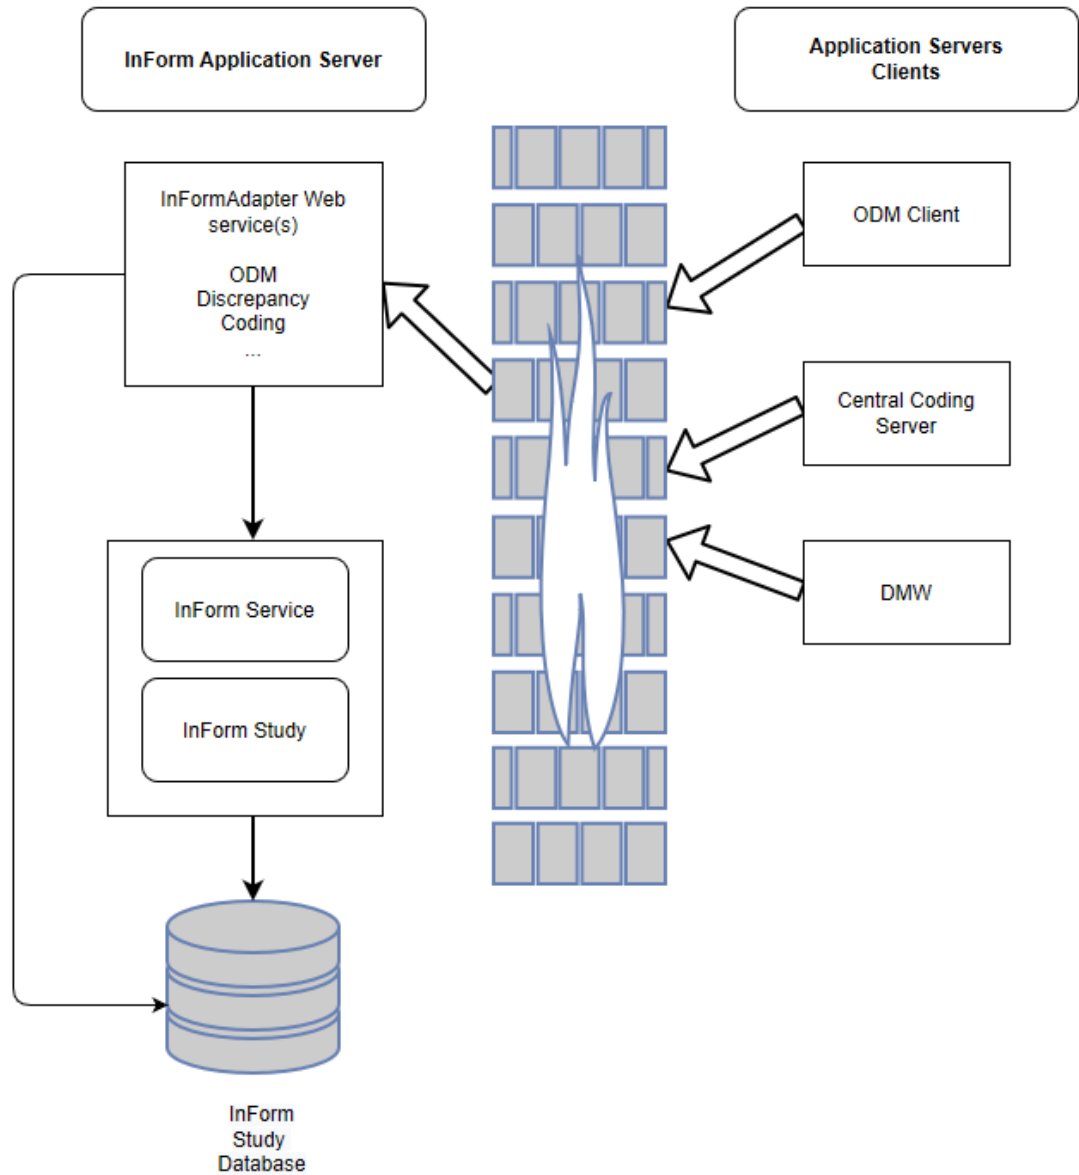 InForm Application Server
Application Servers
Clients
InFormAdapter Web
service(s)
ODM
Discrepancy
Coding
...
ODM Client
Central Coding
Server
DMW
InForm Service
InForm Study
InForm
Study
Database